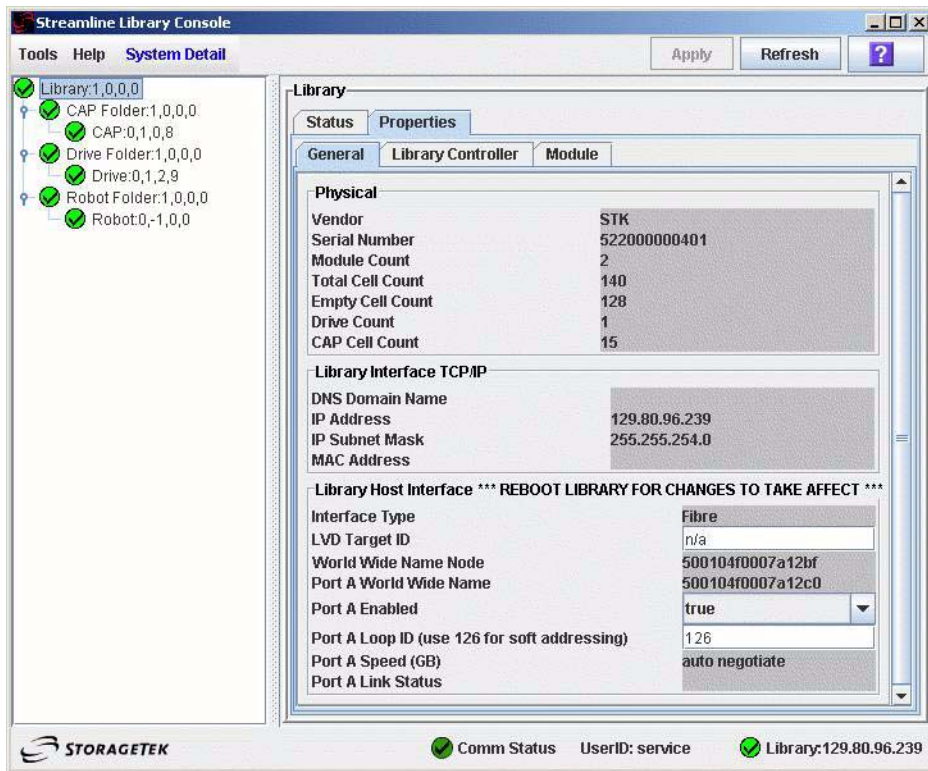 Streamline Library Console
Tools Help System Detail
Apply Refresh ?
Library:1,0,0,0
CAP Folder:1,0,0,0
CAP:0,1,0,8
Drive Folder:1,0,0,0
Drive:0,1,2,9
Robot Folder:1,0,0,0
Robot:0,-1,0,0
Library
Status Properties
General Library Controller Module
Physical
Vendor STK
Serial Number 522000000401
Module Count 2
Total Cell Count 140
Empty Cell Count 128
Drive Count 1
CAP Cell Count 15
Library Interface TCP/IP
DNS Domain Name
IP Address 129.80.96.239
IP Subnet Mask 255.255.254.0
MAC Address
Library Host Interface *** REBOOT LIBRARY FOR CHANGES TO TAKE AFFECT ***
Interface Type Fibre
LVD Target ID n/a
World Wide Name Node 500104f0007a12bf
Port A World Wide Name 500104f0007a12c0
Port A Enabled true
Port A Loop ID (use 126 for soft addressing) 126
Port A Speed (GB) auto negotiate
Port A Link Status
STORAGETEK Comm Status UserID: service Library:129.80.96.239